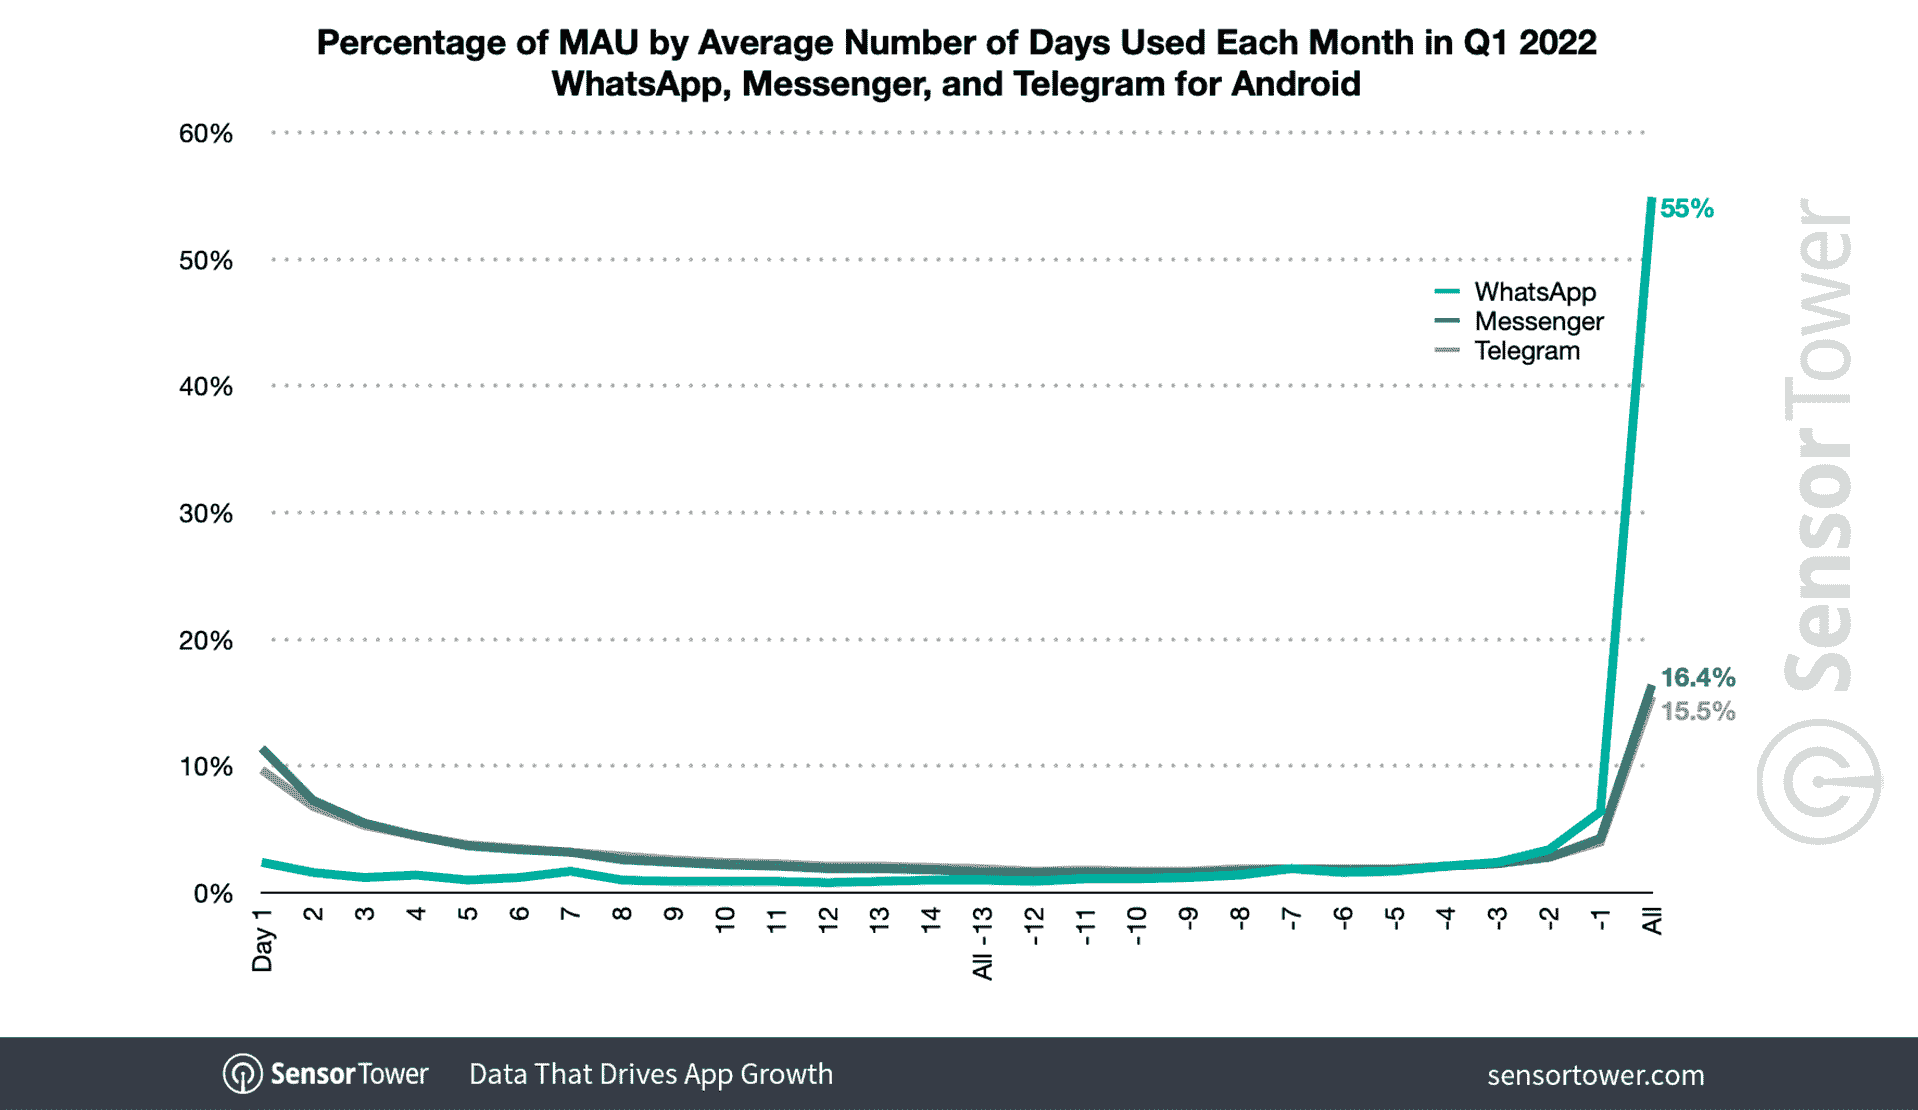 Percentage of MAU by Average Number of Days Used Each Month in Q1 2022
WhatsApp, Messenger, and Telegram for Android
60%
50%
40%
30%
20%
10%
0%
55%
WhatsApp
Messenger
Telegram
16.4%
15.5%
Day 1
2
3
4
5
6
7
8
9
10
11
12
13
14
All -13
-12
-11
-10
-9
-8
-7
-6
-5
-4
-3
-2
-1
All
SensorTower
SensorTower
Data That Drives App Growth
sensortower.com